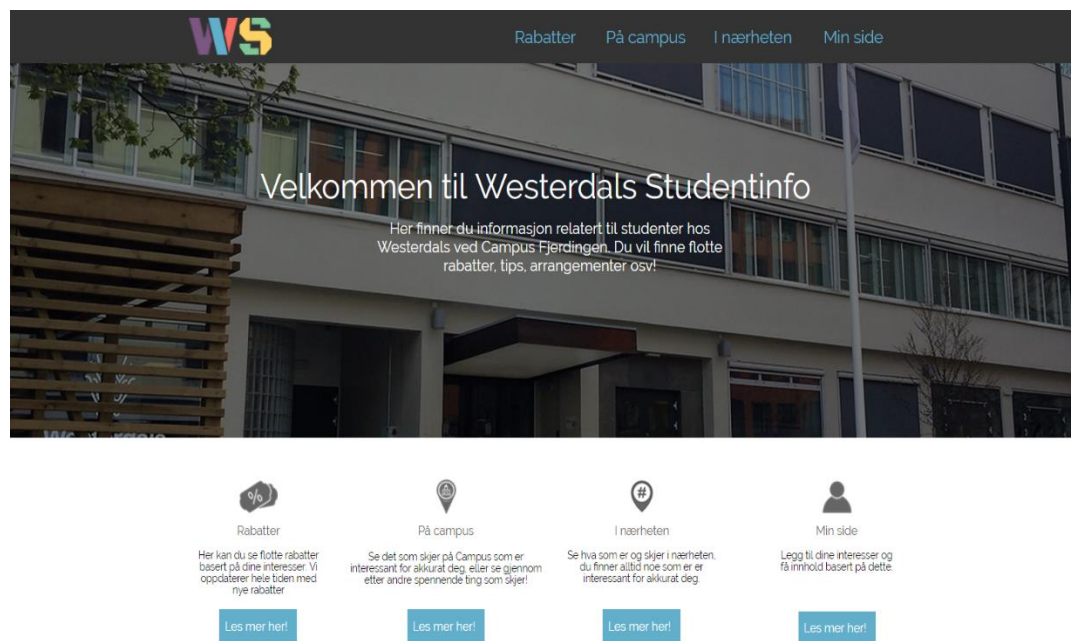 WS
Rabatter På campus I nærheten Min side
Velkommen til Westerdals Studentinfo
Her finner du informasjon relatert til studenter hos
Westerdals ved Campus Fjerdingen. Du vil finne flotte
rabatter, tips, arrangementer osv!
Rabatter
Her kan du se flotte rabatter
basert på dine interesser. Vi
oppdaterer hele tiden med
nye rabatter
Les mer her!
På campus
Se det som skjer på Campus som er
interessant for akkurat deg, eller se gjennom
etter andre spennende ting som skjer!
Les mer her!
I nærheten
Se hva som er og skjer i nærheten,
du finner alltid noe som er er
interessant for akkurat deg.
Les mer her!
Min side
Legg til dine interesser og
få innhold basert på dette.
Les mer her!